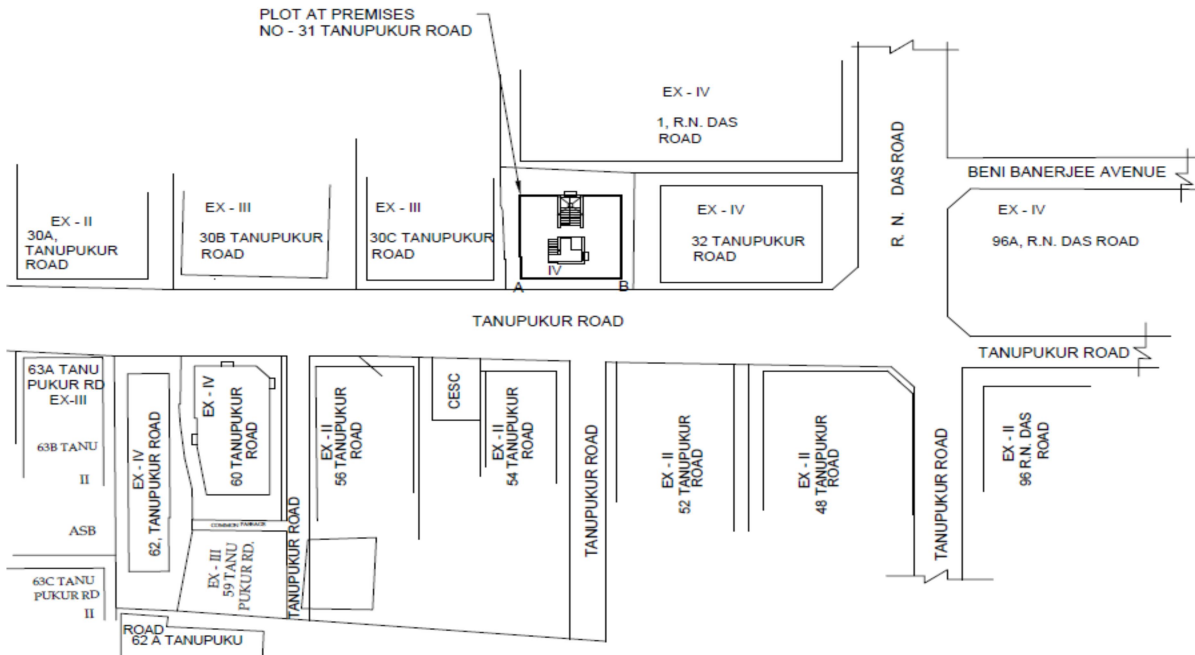 PLOT AT PREMISES
NO - 31 TANUPUKUR ROAD
EX - IV
1, R.N. DAS
ROAD
R. N. DAS ROAD
BENI BANERJEE AVENUE
EX - II
30A,
TANUPUKUR
ROAD
EX - III
30B TANUPUKUR
ROAD
EX - III
30C TANUPUKUR
ROAD
IV
A
B
EX - IV
32 TANUPUKUR
ROAD
EX - IV
96A, R.N. DAS ROAD
TANUPUKUR ROAD
TANUPUKUR ROAD
63A TANU
PUKUR RD
EX-III
63B TANU
II
ASB
63C TANU
PUKUR RD
II
EX - IV
62, TANUPUKUR ROAD
EX - IV
60 TANUPUKUR
ROAD
COMMON PASSAGE
EX - III
59 TANU
PUKUR RD,
TANUPUKUR ROAD
EX - II
56 TANUPUKUR
ROAD
CESC
EX - II
54 TANUPUKUR
ROAD
TANUPUKUR ROAD
EX - II
52 TANUPUKUR
ROAD
EX - II
48 TANUPUKUR
ROAD
TANUPUKUR ROAD
EX - II
96 R.N. DAS
ROAD
ROAD
62 A TANUPUKU